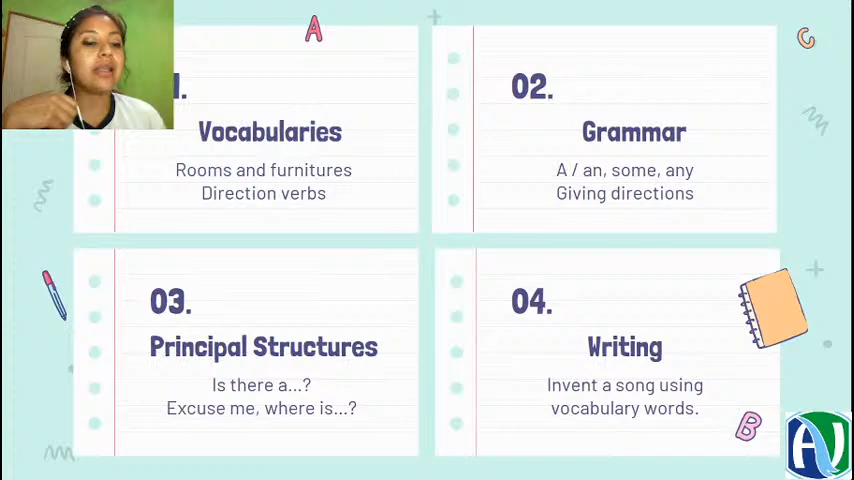 A
C
1.
Vocabularies
Rooms and furnitures
Direction verbs
02.
Grammar
A / an, some, any
Giving directions
03.
Principal Structures
Is there a...?
Excuse me, where is...?
04.
Writing
Invent a song using
vocabulary words.
B